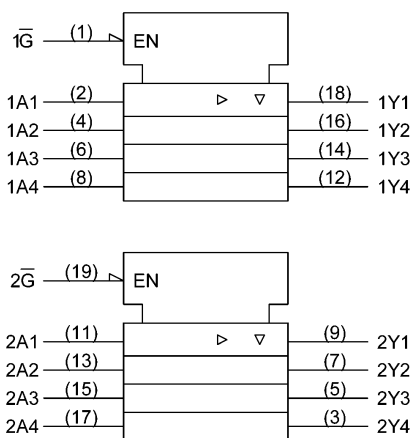 1G̅ (1) EN
1A1 (2) (18) 1Y1
1A2 (4) (16) 1Y2
1A3 (6) (14) 1Y3
1A4 (8) (12) 1Y4
2G̅ (19) EN
2A1 (11) (9) 2Y1
2A2 (13) (7) 2Y2
2A3 (15) (5) 2Y3
2A4 (17) (3) 2Y4